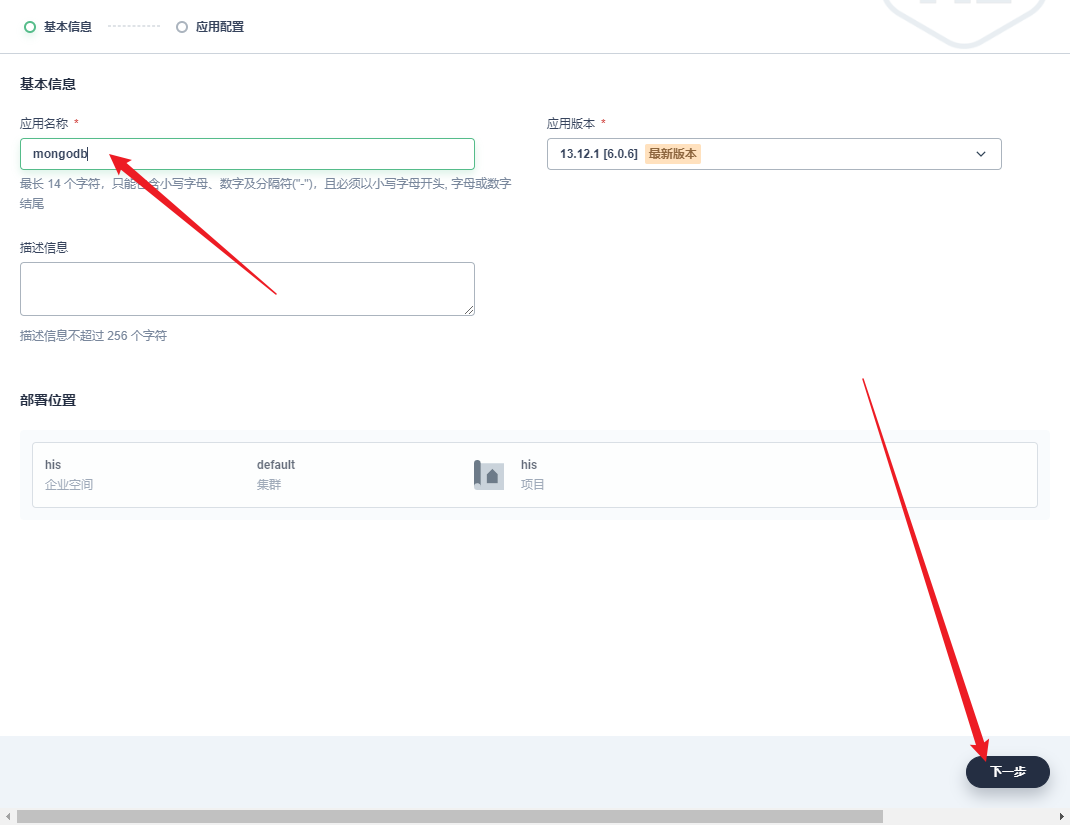 基本信息
应用配置
基本信息
应用名称 *
应用版本 *
mongodb
13.12.1 [6.0.6] 最新版本
最长 14 个字符，只能包含小写字母、数字及分隔符("-")，且必须以小写字母开头, 字母或数字
结尾
描述信息
描述信息不超过 256 个字符
部署位置
his
default
his
企业空间
集群
项目
下一步